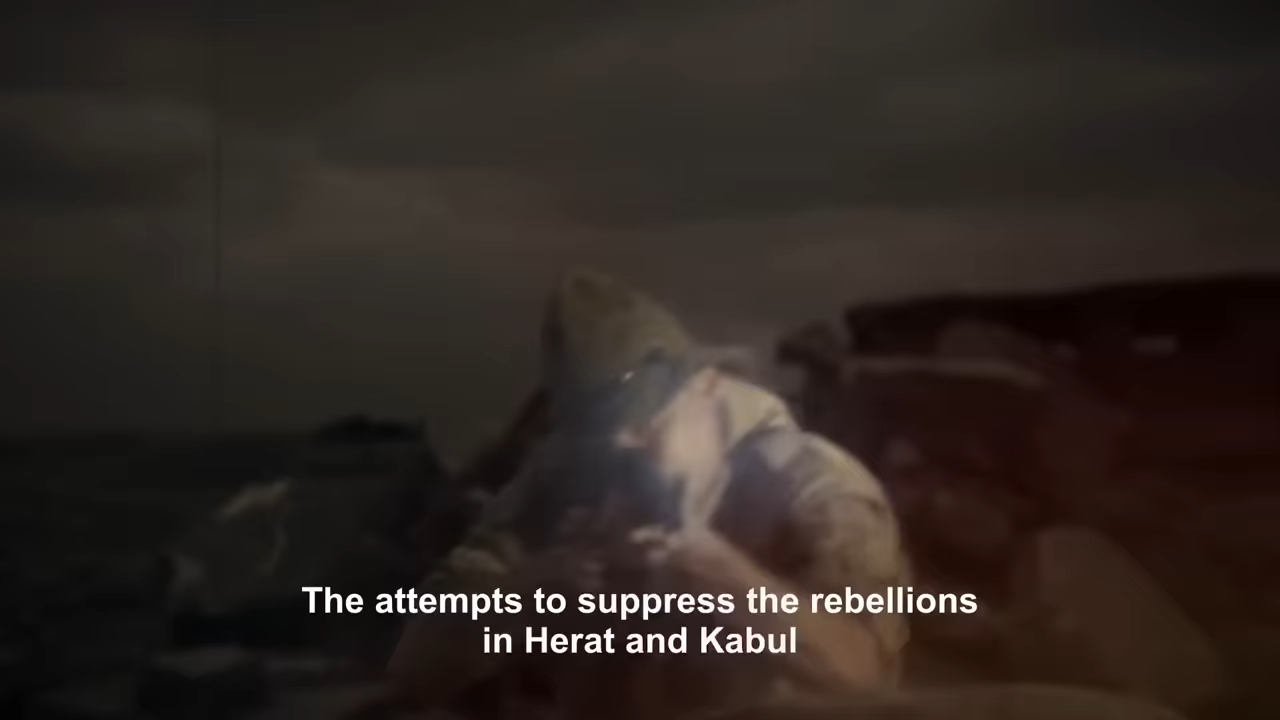 The attempts to suppress the rebellions
in Herat and Kabul